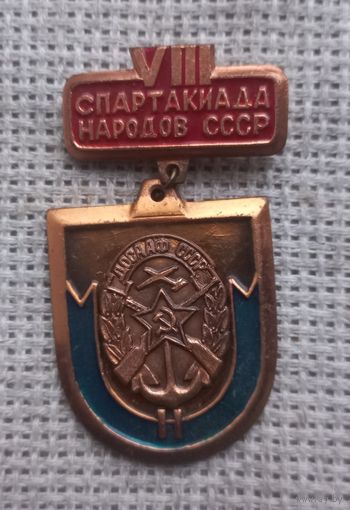 VIII
СПАРТАКИАДА
НАРОДОВ СССР
ДОСААФ СССР
М М
Н